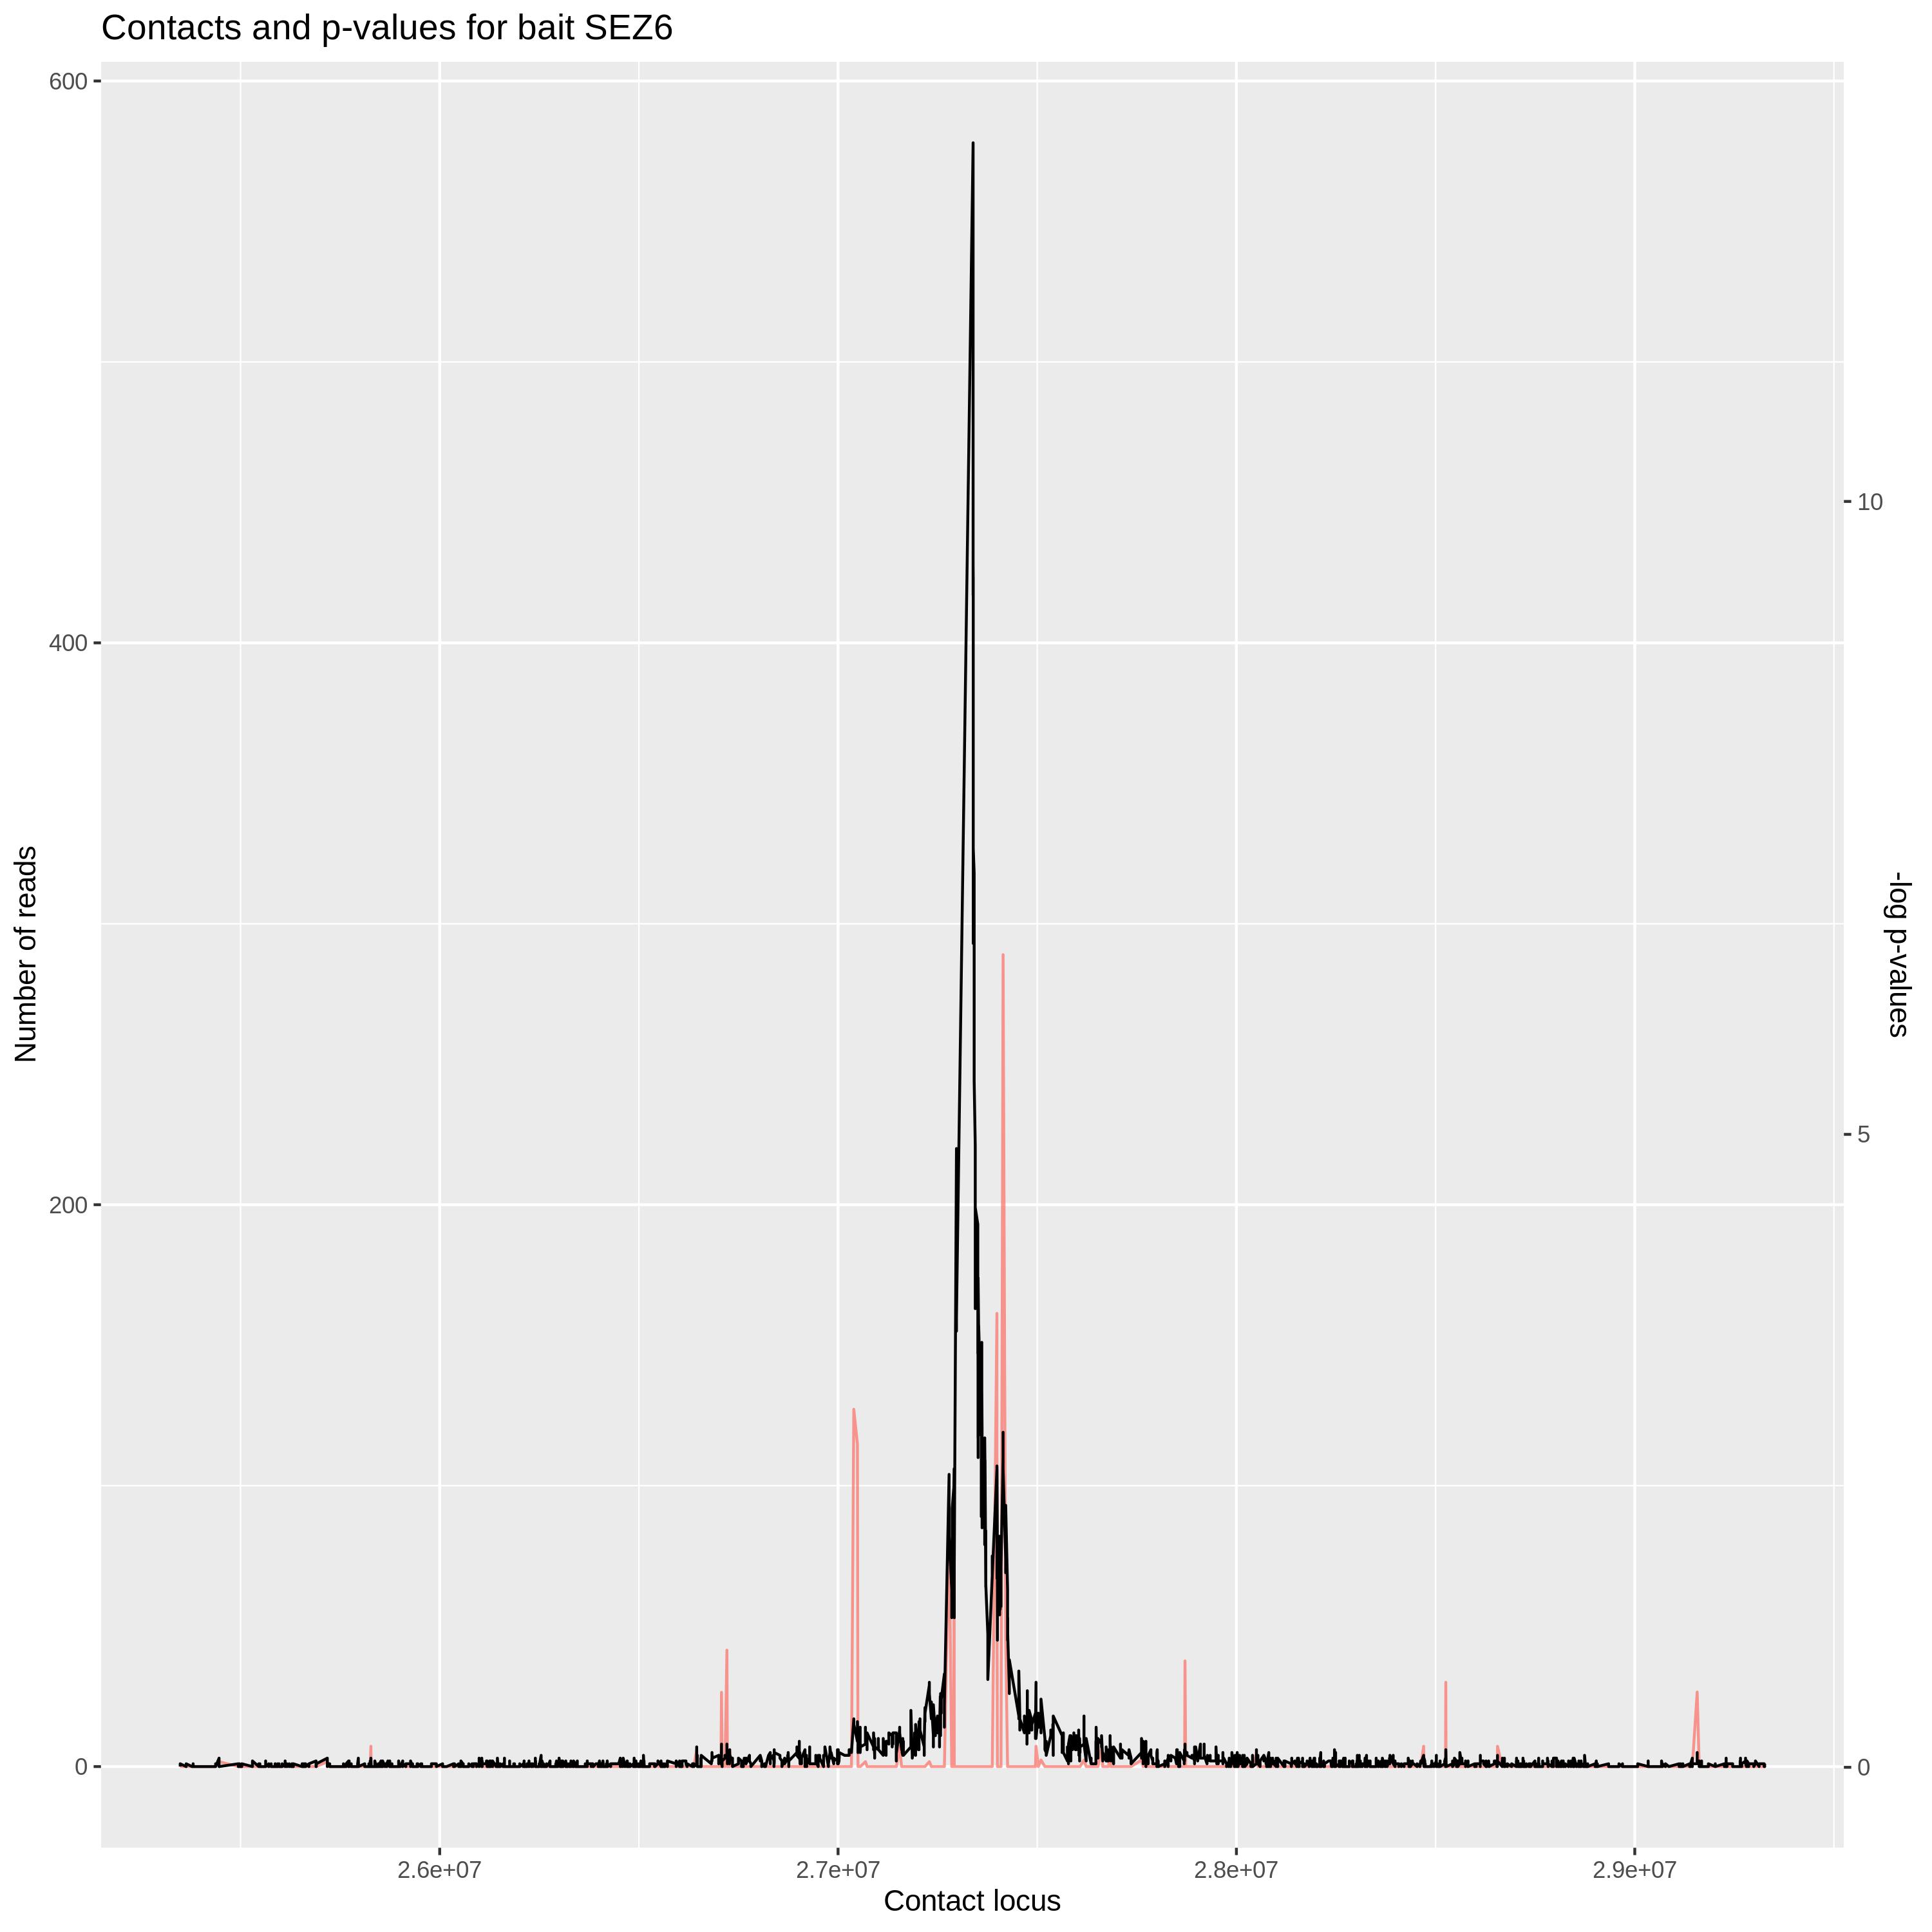 Contacts and p-values for bait SEZ6
600
400
200
0
Number of reads
10
5
0
-log p-values
2.6e+07
2.7e+07
2.8e+07
2.9e+07
Contact locus